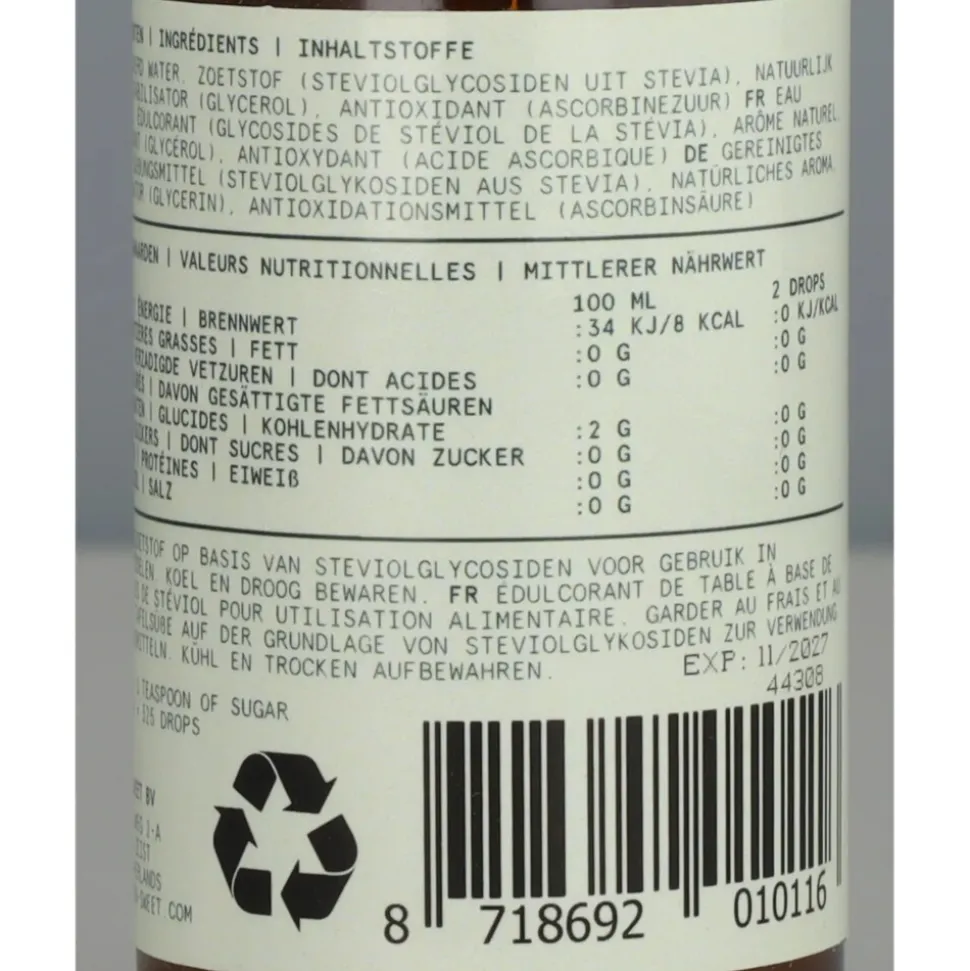 INGRÉDIENTS | INHALTSTOFFE
WATER, ZOETSTOF (STEVIOLGLYCOSIDEN UIT STEVIA), NATUURLIJK
(GLYCEROL), ANTIOXIDANT (ASCORBINEZUUR) FR EAU
ÉDULCORANT (GLYCOSIDES DE STÉVIOL DE LA STÉVIA), ARÔME NATUREL,
(GLYCÉROL), ANTIOXYDANT (ACIDE ASCORBIQUE) DE GEREINIGTES
(STEVIOLGLYKOSIDEN AUS STEVIA), NATÜRLICHES AROMA,
(GLYCERIN), ANTIOXIDATIONSMITTEL (ASCORBINSÄURE)
| VALEURS NUTRITIONNELLES | MITTLERER NÄHRWERT
100 ML 2 DROPS
ÉNERGIE | BRENNWERT :34 KJ/8 KCAL :0 KJ/KCAL
GRASSES | FETT :0 G :0 G
VETZUREN | DONT ACIDES :0 G :0 G
| DAVON GESÄTTIGTE FETTSÄUREN
| GLUCIDES | KOHLENHYDRATE :2 G :0 G
| DONT SUCRES | DAVON ZUCKER :0 G :0 G
PROTÉINES | EIWEIß :0 G :0 G
| SALZ :0 G :0 G
OP BASIS VAN STEVIOLGLYCOSIDEN VOOR GEBRUIK IN
KOEL EN DROOG BEWAREN. FR ÉDULCORANT DE TABLE À BASE DE
DE STÉVIOL POUR UTILISATION ALIMENTAIRE. GARDER AU FRAIS ET AU
AUF DER GRUNDLAGE VON STEVIOLGLYKOSIDEN ZUR VERWENDUNG
KÜHL EN TROCKEN AUFBEWAHREN.
EXP: 11/2027
44308
1 TEASPOON OF SUGAR
DROPS
BV
1-A
8 718692 010116